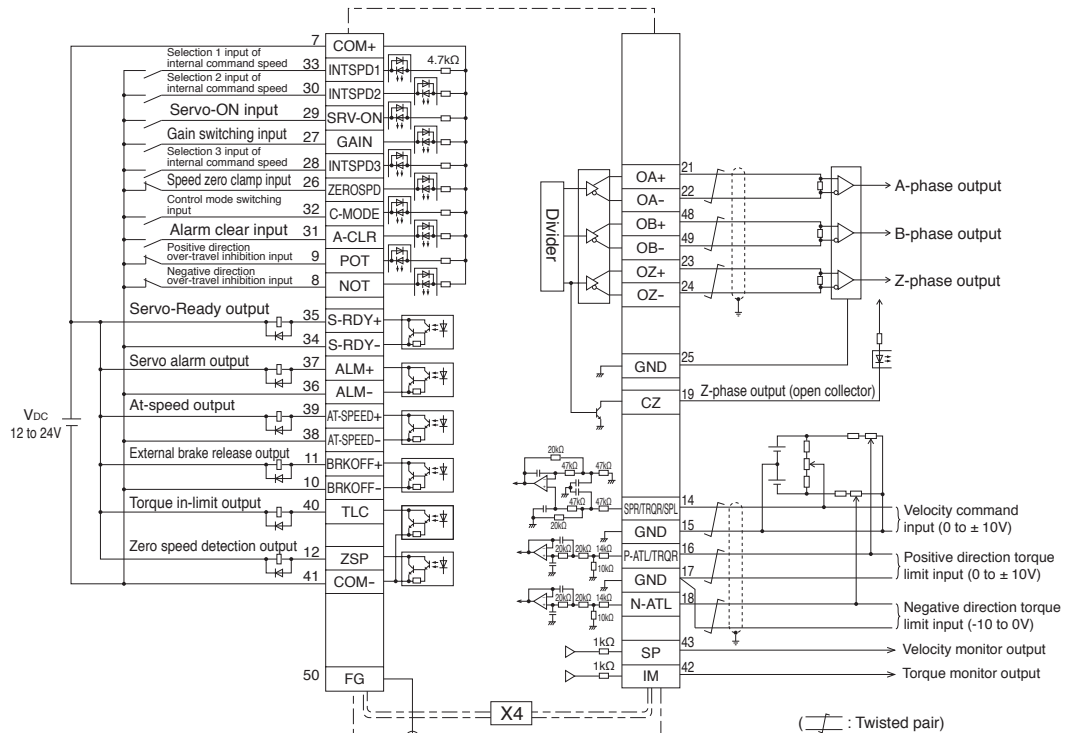 7 COM+
Selection 1 input of
internal command speed 33 INTSPD1 4.7kΩ
Selection 2 input of
internal command speed 30 INTSPD2
Servo-ON input 29 SRV-ON
Gain switching input 27 GAIN
Selection 3 input of
internal command speed 28 INTSPD3
Speed zero clamp input 26 ZEROSPD
Control mode switching
input 32 C-MODE
Alarm clear input 31 A-CLR
Positive direction
over-travel inhibition input 9 POT
Negative direction
over-travel inhibition input 8 NOT
Servo-Ready output 35 S-RDY+
34 S-RDY-
Servo alarm output 37 ALM+
36 ALM-
At-speed output 39 AT-SPEED+
38 AT-SPEED-
VDC
12 to 24V
External brake release output 11 BRKOFF+
10 BRKOFF-
Torque in-limit output 40 TLC
Zero speed detection output 12 ZSP
41 COM-
50 FG
Divider
OA+ 21
OA- 22
A-phase output
OB+ 48
OB- 49
B-phase output
OZ+ 23
OZ- 24
Z-phase output
GND 25
CZ 19 Z-phase output (open collector)
20kΩ
47kΩ 47kΩ
47kΩ 47kΩ
20kΩ
SPR/TRQR/SPL 14
GND 15
Velocity command
input (0 to ± 10V)
20kΩ 20kΩ 14kΩ
10kΩ
P-ATL/TRQR 16
GND 17
Positive direction torque
limit input (0 to ± 10V)
20kΩ 20kΩ 14kΩ
10kΩ
N-ATL 18
Negative direction torque
limit input (-10 to 0V)
1kΩ SP 43 Velocity monitor output
1kΩ IM 42 Torque monitor output
X4
( : Twisted pair)